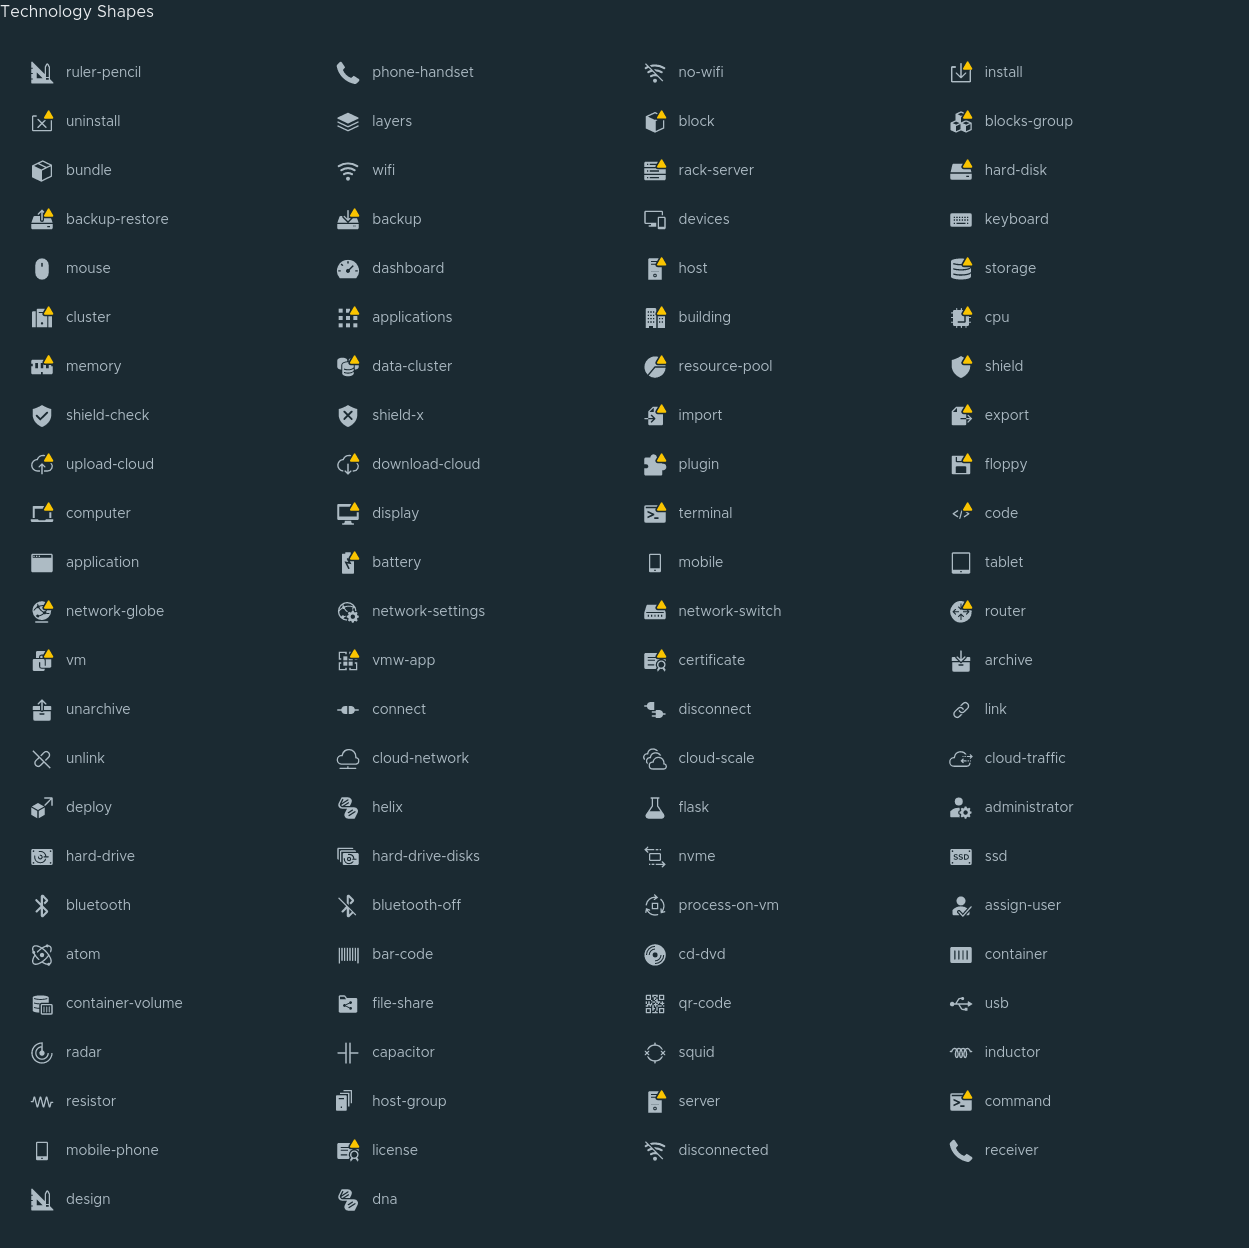 Technology Shapes
ruler-pencil phone-handset no-wifi install
uninstall layers block blocks-group
bundle wifi rack-server hard-disk
backup-restore backup devices keyboard
mouse dashboard host storage
cluster applications building cpu
memory data-cluster resource-pool shield
shield-check shield-x import export
upload-cloud download-cloud plugin floppy
computer display terminal code
application battery mobile tablet
network-globe network-settings network-switch router
vm vmw-app certificate archive
unarchive connect disconnect link
unlink cloud-network cloud-scale cloud-traffic
deploy helix flask administrator
hard-drive hard-drive-disks nvme SSD ssd
bluetooth bluetooth-off process-on-vm assign-user
atom bar-code cd-dvd container
container-volume file-share qr-code usb
radar capacitor squid inductor
resistor host-group server command
mobile-phone license disconnected receiver
design dna